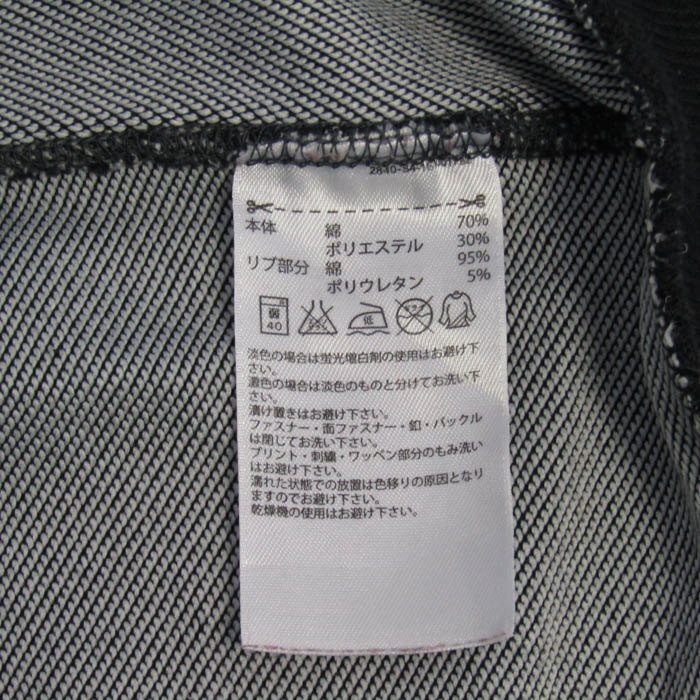 本体 綿 70%
ポリエステル 30%
リブ部分 綿 95%
ポリウレタン 5%
弱 40 低
淡色の場合は蛍光増白剤の使用はお避け下
さい。
濃色の場合は淡色のものと分けてお洗い下
さい。
漬け置きはお避け下さい。
ファスナー・面ファスナー・釦・バックル
は閉じてお洗い下さい。
プリント・刺繍・ワッペン部分のもみ洗い
はお避け下さい。
濡れた状態での放置は色移りの原因となり
ますのでお避け下さい。
乾燥機の使用はお避け下さい。